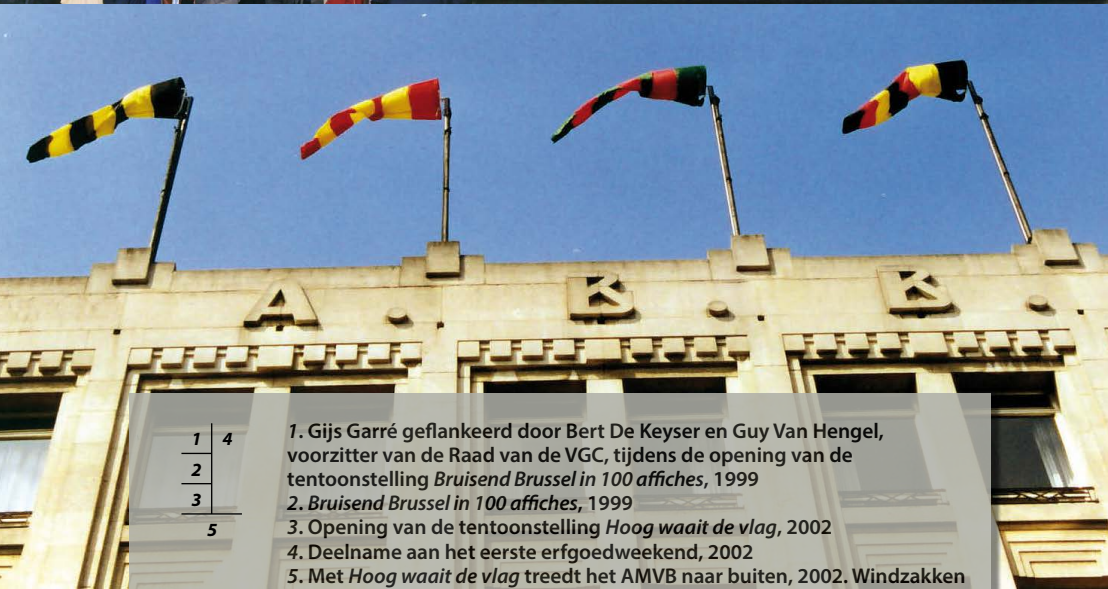 A B B
1 4
2
3
5
1. Gijs Garré geflankeerd door Bert De Keyser en Guy Van Hengel,
voorzitter van de Raad van de VGC, tijdens de opening van de
tentoonstelling Bruisend Brussel in 100 affiches, 1999
2. Bruisend Brussel in 100 affiches, 1999
3. Opening van de tentoonstelling Hoog waait de vlag, 2002
4. Deelname aan het eerste erfgoedweekend, 2002
5. Met Hoog waait de vlag treedt het AMVB naar buiten, 2002. Windzakken